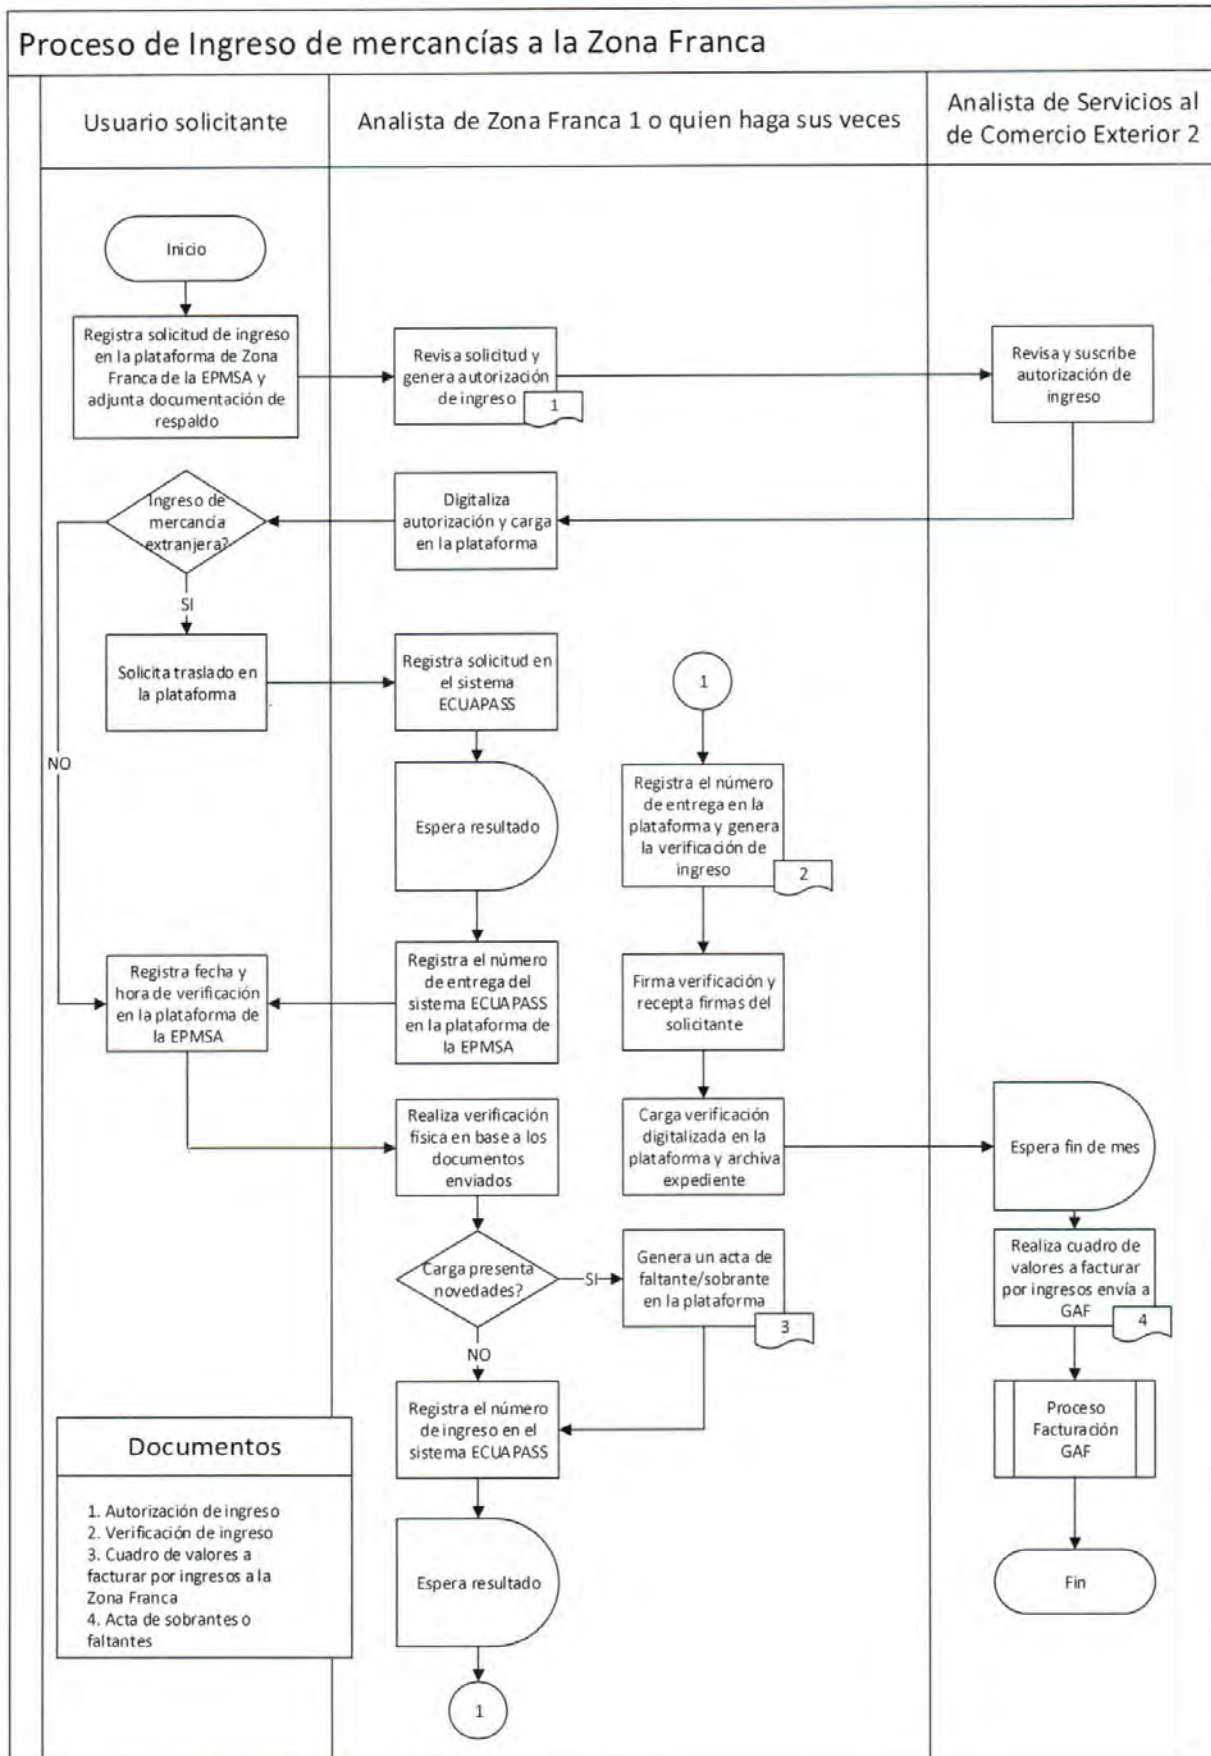 Proceso de Ingreso de mercancías a la Zona Franca
Usuario solicitante
Analista de Zona Franca 1 o quien haga sus veces
Analista de Servicios al
de Comercio Exterior 2
Inicio
Registra solicitud de ingreso
en la plataforma de Zona
Franca de la EPMSA y
adjunta documentación de
respaldo
Revisa solicitud y
genera autorización
de ingreso
1
Revisa y suscribe
autorización de
ingreso
Ingreso de
mercancía
extranjera?
Digitaliza
autorización y carga
en la plataforma
SI
NO
Solicita traslado en
la plataforma
Registra solicitud en
el sistema
ECUAPASS
1
Espera resultado
Registra el número
de entrega en la
plataforma y genera
la verificación de
ingreso
2
Registra fecha y
hora de verificación
en la plataforma de
la EPMSA
Registra el número
de entrega del
sistema ECUAPASS
en la plataforma de
la EPMSA
Firma verificación y
recepta firmas del
solicitante
Realiza verificación
física en base a los
documentos
enviados
Carga verificación
digitalizada en la
plataforma y archiva
expediente
Espera fin de mes
Carga presenta
novedades?
SI
Genera un acta de
faltante/sobrante
en la plataforma
3
Realiza cuadro de
valores a facturar
por ingresos envía a
GAF
4
NO
Registra el número
de ingreso en el
sistema ECUAPASS
Proceso
Facturación
GAF
Documentos
1. Autorización de ingreso
2. Verificación de ingreso
3. Cuadro de valores a
facturar por ingresos a la
Zona Franca
4. Acta de sobrantes o
faltantes
Espera resultado
Fin
1